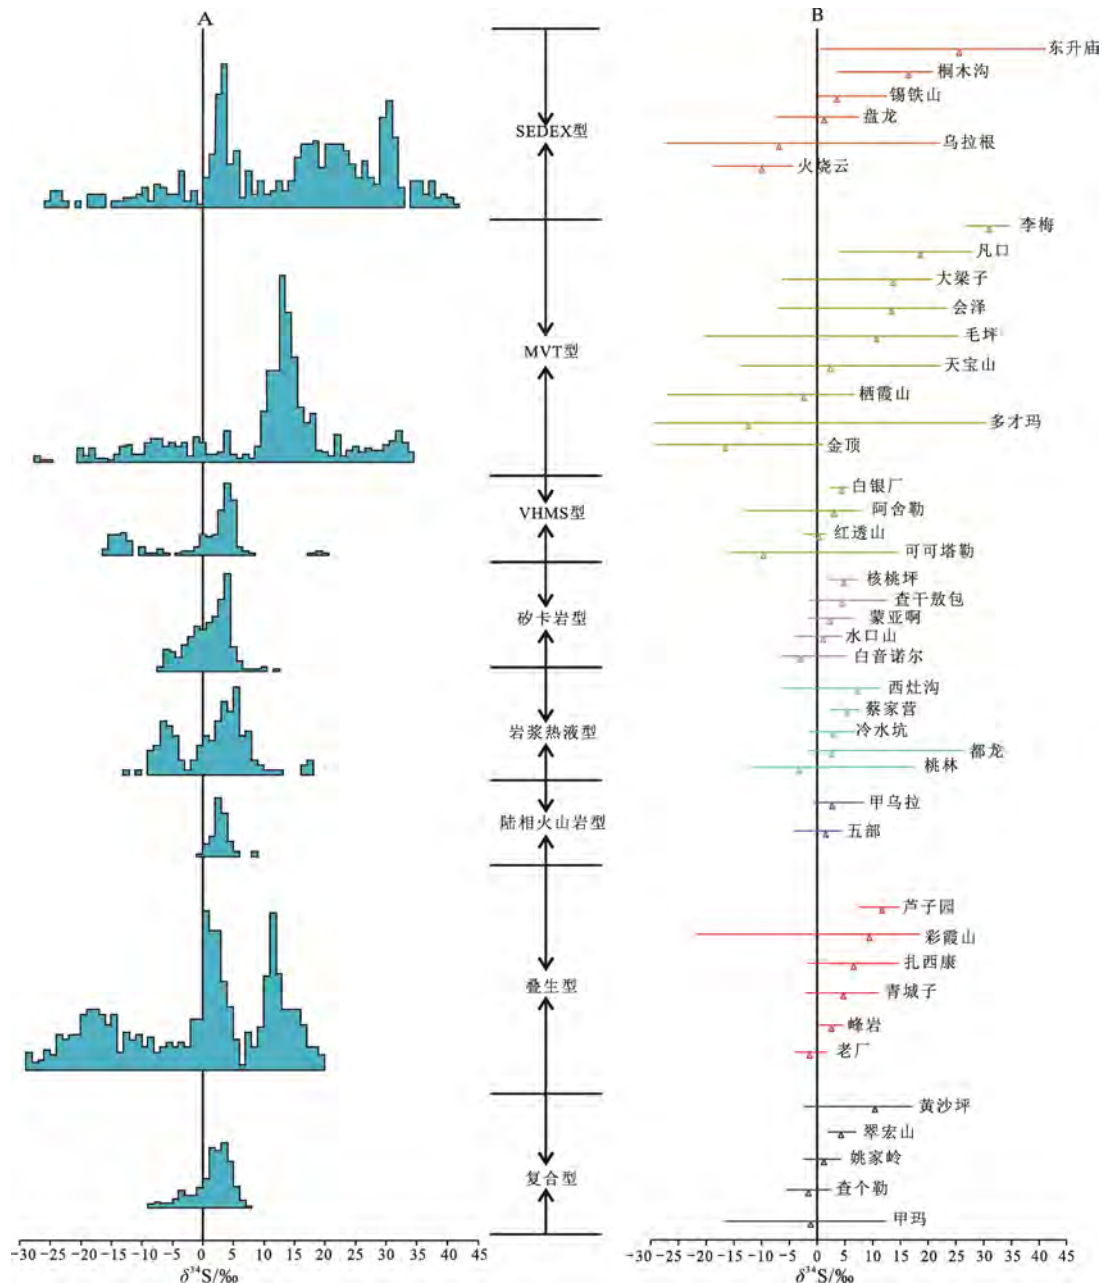 A
B
SEDEX型
MVT型
VHMS型
矽卡岩型
岩浆热液型
陆相火山岩型
叠生型
复合型
−30 −25 −20 −15 −10 −5 0 5 10 15 20 25 30 35 40 45
δ³⁴S/‰
东升庙
桐木沟
锡铁山
盘龙
乌拉根
火烧云
李梅
凡口
大梁子
会泽
毛坪
天宝山
栖霞山
多才玛
金顶
白银厂
阿舍勒
红透山
可可塔勒
核桃坪
查干敖包
蒙亚啊
水口山
白音诺尔
西灶沟
蔡家营
冷水坑
都龙
桃林
甲乌拉
五部
芦子园
彩霞山
扎西康
青城子
峰岩
老厂
黄沙坪
翠宏山
姚家岭
查个勒
甲玛
−30 −25 −20 −15 −10 −5 0 5 10 15 20 25 30 35 40 45
δ³⁴S/‰